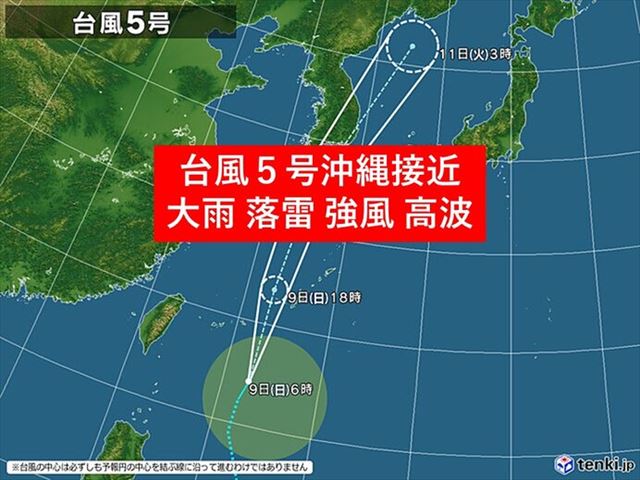 台風5号
11日(火)3時
台風５号沖縄接近
大雨 落雷 強風 高波
9日(日)18時
9日(日)6時
※台風の中心は必ずしも予報円の中心を結ぶ線に沿って進むわけではありません
tenki.jp